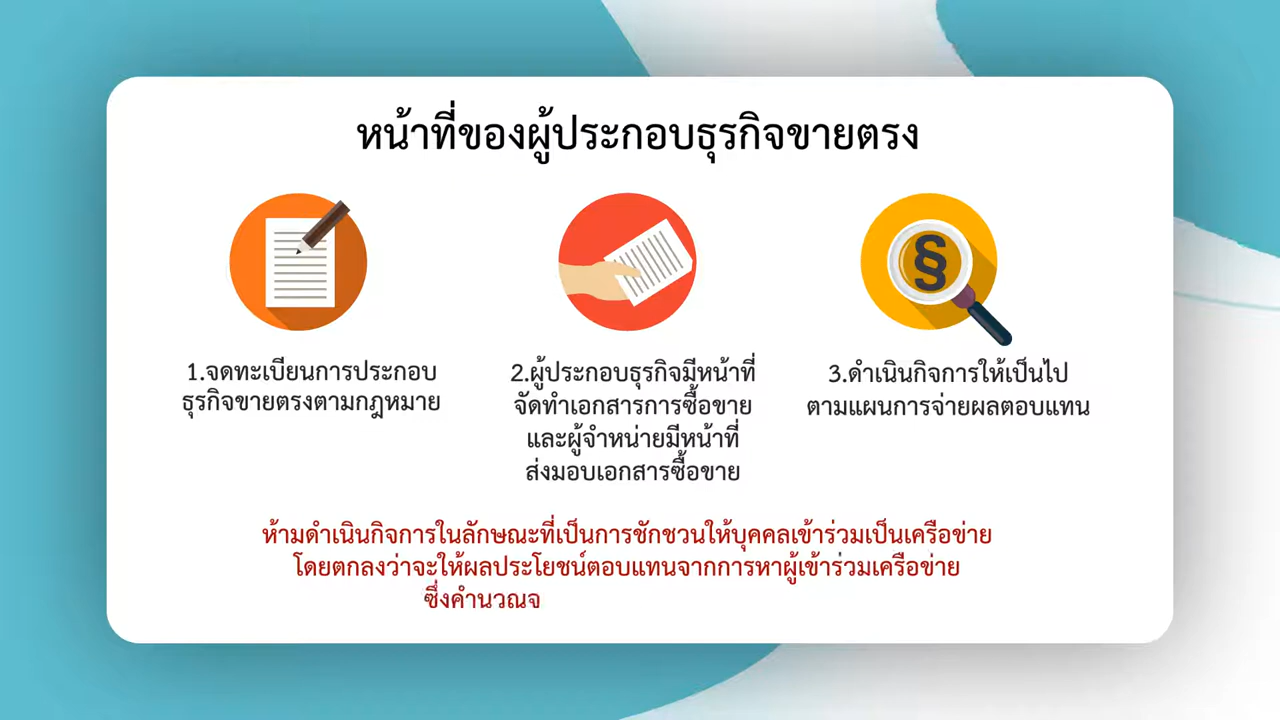 หน้าที่ของผู้ประกอบธุรกิจขายตรง
1.จดทะเบียนการประกอบ
ธุรกิจขายตรงตามกฎหมาย
2.ผู้ประกอบธุรกิจมีหน้าที่
จัดทำเอกสารการซื้อขาย
และผู้จำหน่ายมีหน้าที่
ส่งมอบเอกสารซื้อขาย
3.ดำเนินกิจการให้เป็นไป
ตามแผนการจ่ายผลตอบแทน
ห้ามดำเนินกิจการในลักษณะที่เป็นการชักชวนให้บุคคลเข้าร่วมเป็นเครือข่าย
โดยตกลงว่าจะให้ผลประโยชน์ตอบแทนจากการหาผู้เข้าร่วมเครือข่าย
ซึ่งคำนวณจ